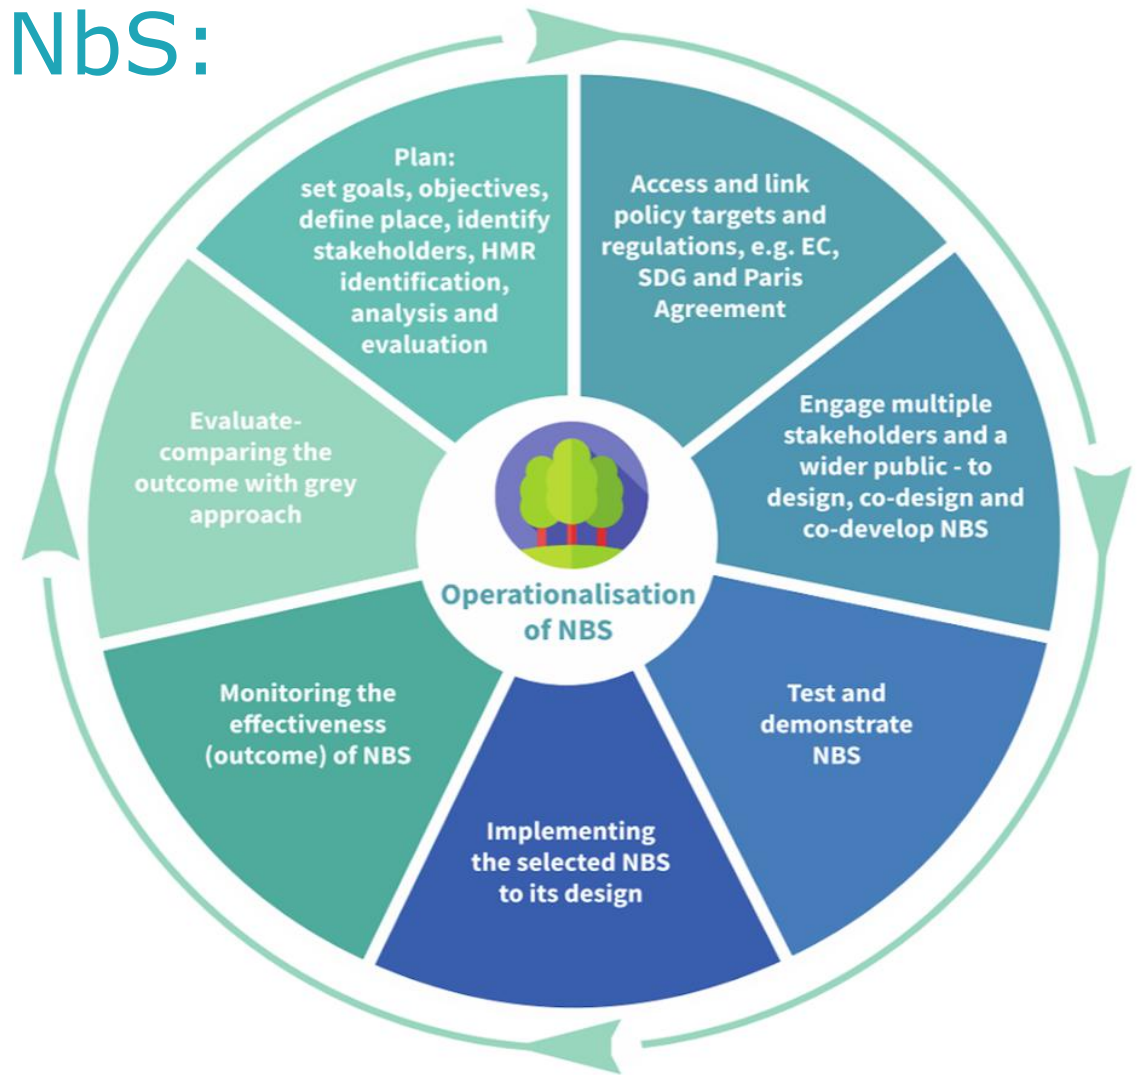 NbS:
Plan:
set goals, objectives,
define place, identify
stakeholders, HMR
identification,
analysis and
evaluation
Access and link
policy targets and
regulations, e.g. EC,
SDG and Paris
Agreement
Engage multiple
stakeholders and a
wider public - to
design, co-design and
co-develop NBS
Test and
demonstrate
NBS
Implementing
the selected NBS
to its design
Monitoring the
effectiveness
(outcome) of NBS
Evaluate-
comparing the
outcome with grey
approach
Operationalisation
of NBS